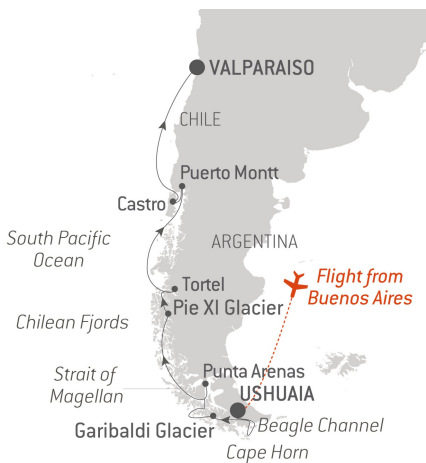 VALPARAISO
CHILE
Puerto Montt
Castro
South Pacific
Ocean
ARGENTINA
Flight from
Buenos Aires
Tortel
Pie XI Glacier
Chilean Fjords
Strait of
Magellan
Punta Arenas
USHUAIA
Garibaldi Glacier
Beagle Channel
Cape Horn